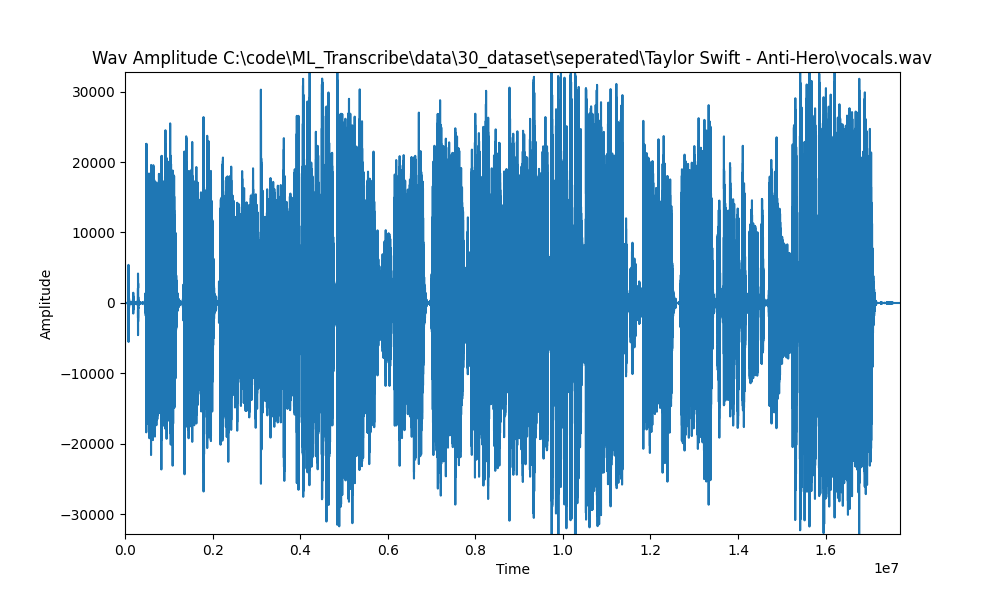 Wav Amplitude C:\code\ML_Transcribe\data\30_dataset\seperated\Taylor Swift - Anti-Hero\vocals.wav
30000
20000
10000
0
−10000
−20000
−30000
Amplitude
0.0 0.2 0.4 0.6 0.8 1.0 1.2 1.4 1.6
1e7
Time